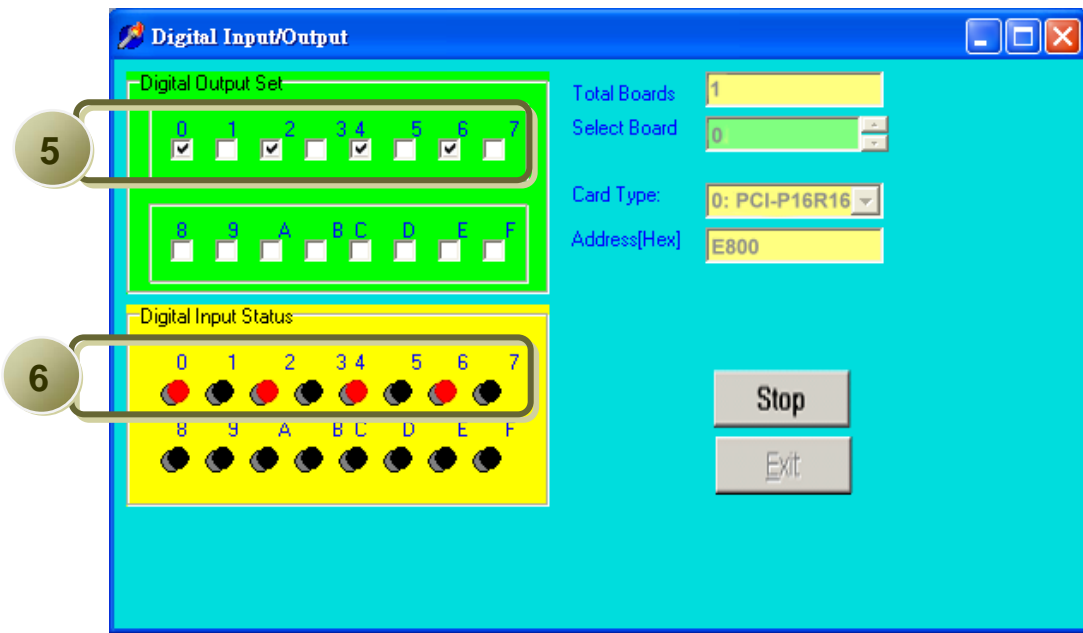 Digital Input/Output
Digital Output Set
5
0 1 2 3 4 5 6 7
8 9 A B C D E F
Total Boards 1
Select Board 0
Card Type: 0: PCI-P16R16
Address[Hex] E800
Digital Input Status
6
0 1 2 3 4 5 6 7
8 9 A B C D E F
Stop
Exit